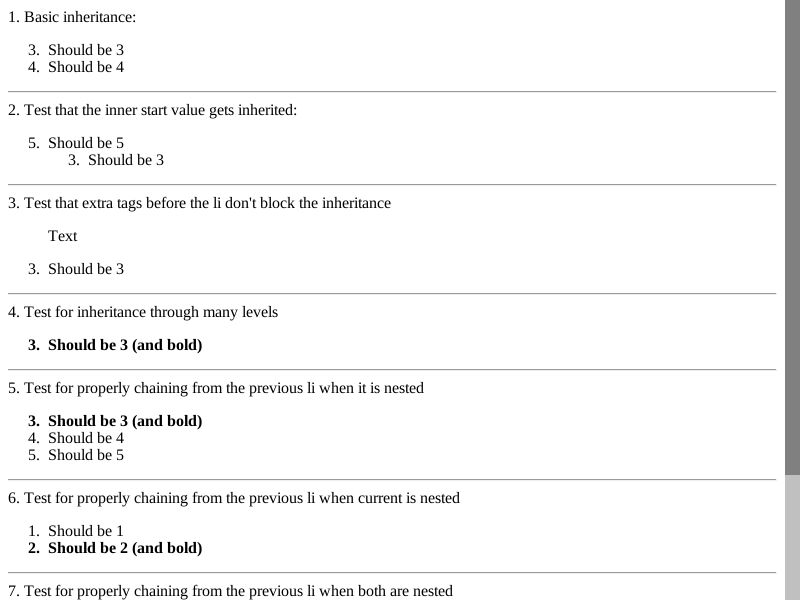 1. Basic inheritance:
3. Should be 3
4. Should be 4
2. Test that the inner start value gets inherited:
5. Should be 5
3. Should be 3
3. Test that extra tags before the li don't block the inheritance
Text
3. Should be 3
4. Test for inheritance through many levels
3. Should be 3 (and bold)
5. Test for properly chaining from the previous li when it is nested
3. Should be 3 (and bold)
4. Should be 4
5. Should be 5
6. Test for properly chaining from the previous li when current is nested
1. Should be 1
2. Should be 2 (and bold)
7. Test for properly chaining from the previous li when both are nested